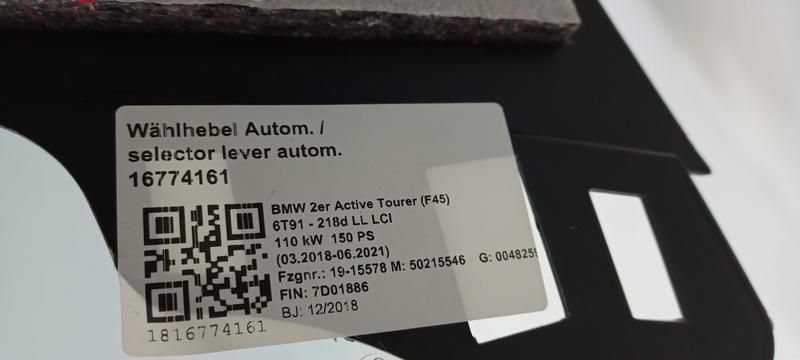 Wählhebel Autom. /
selector lever autom.
16774161
BMW 2er Active Tourer (F45)
6T91 - 218d LL LCI
110 kW 150 PS
(03.2018-06.2021)
Fzgnr.: 19-15578 M: 50215546 G: 0048259
FIN: 7D01886
BJ: 12/2018
1816774161